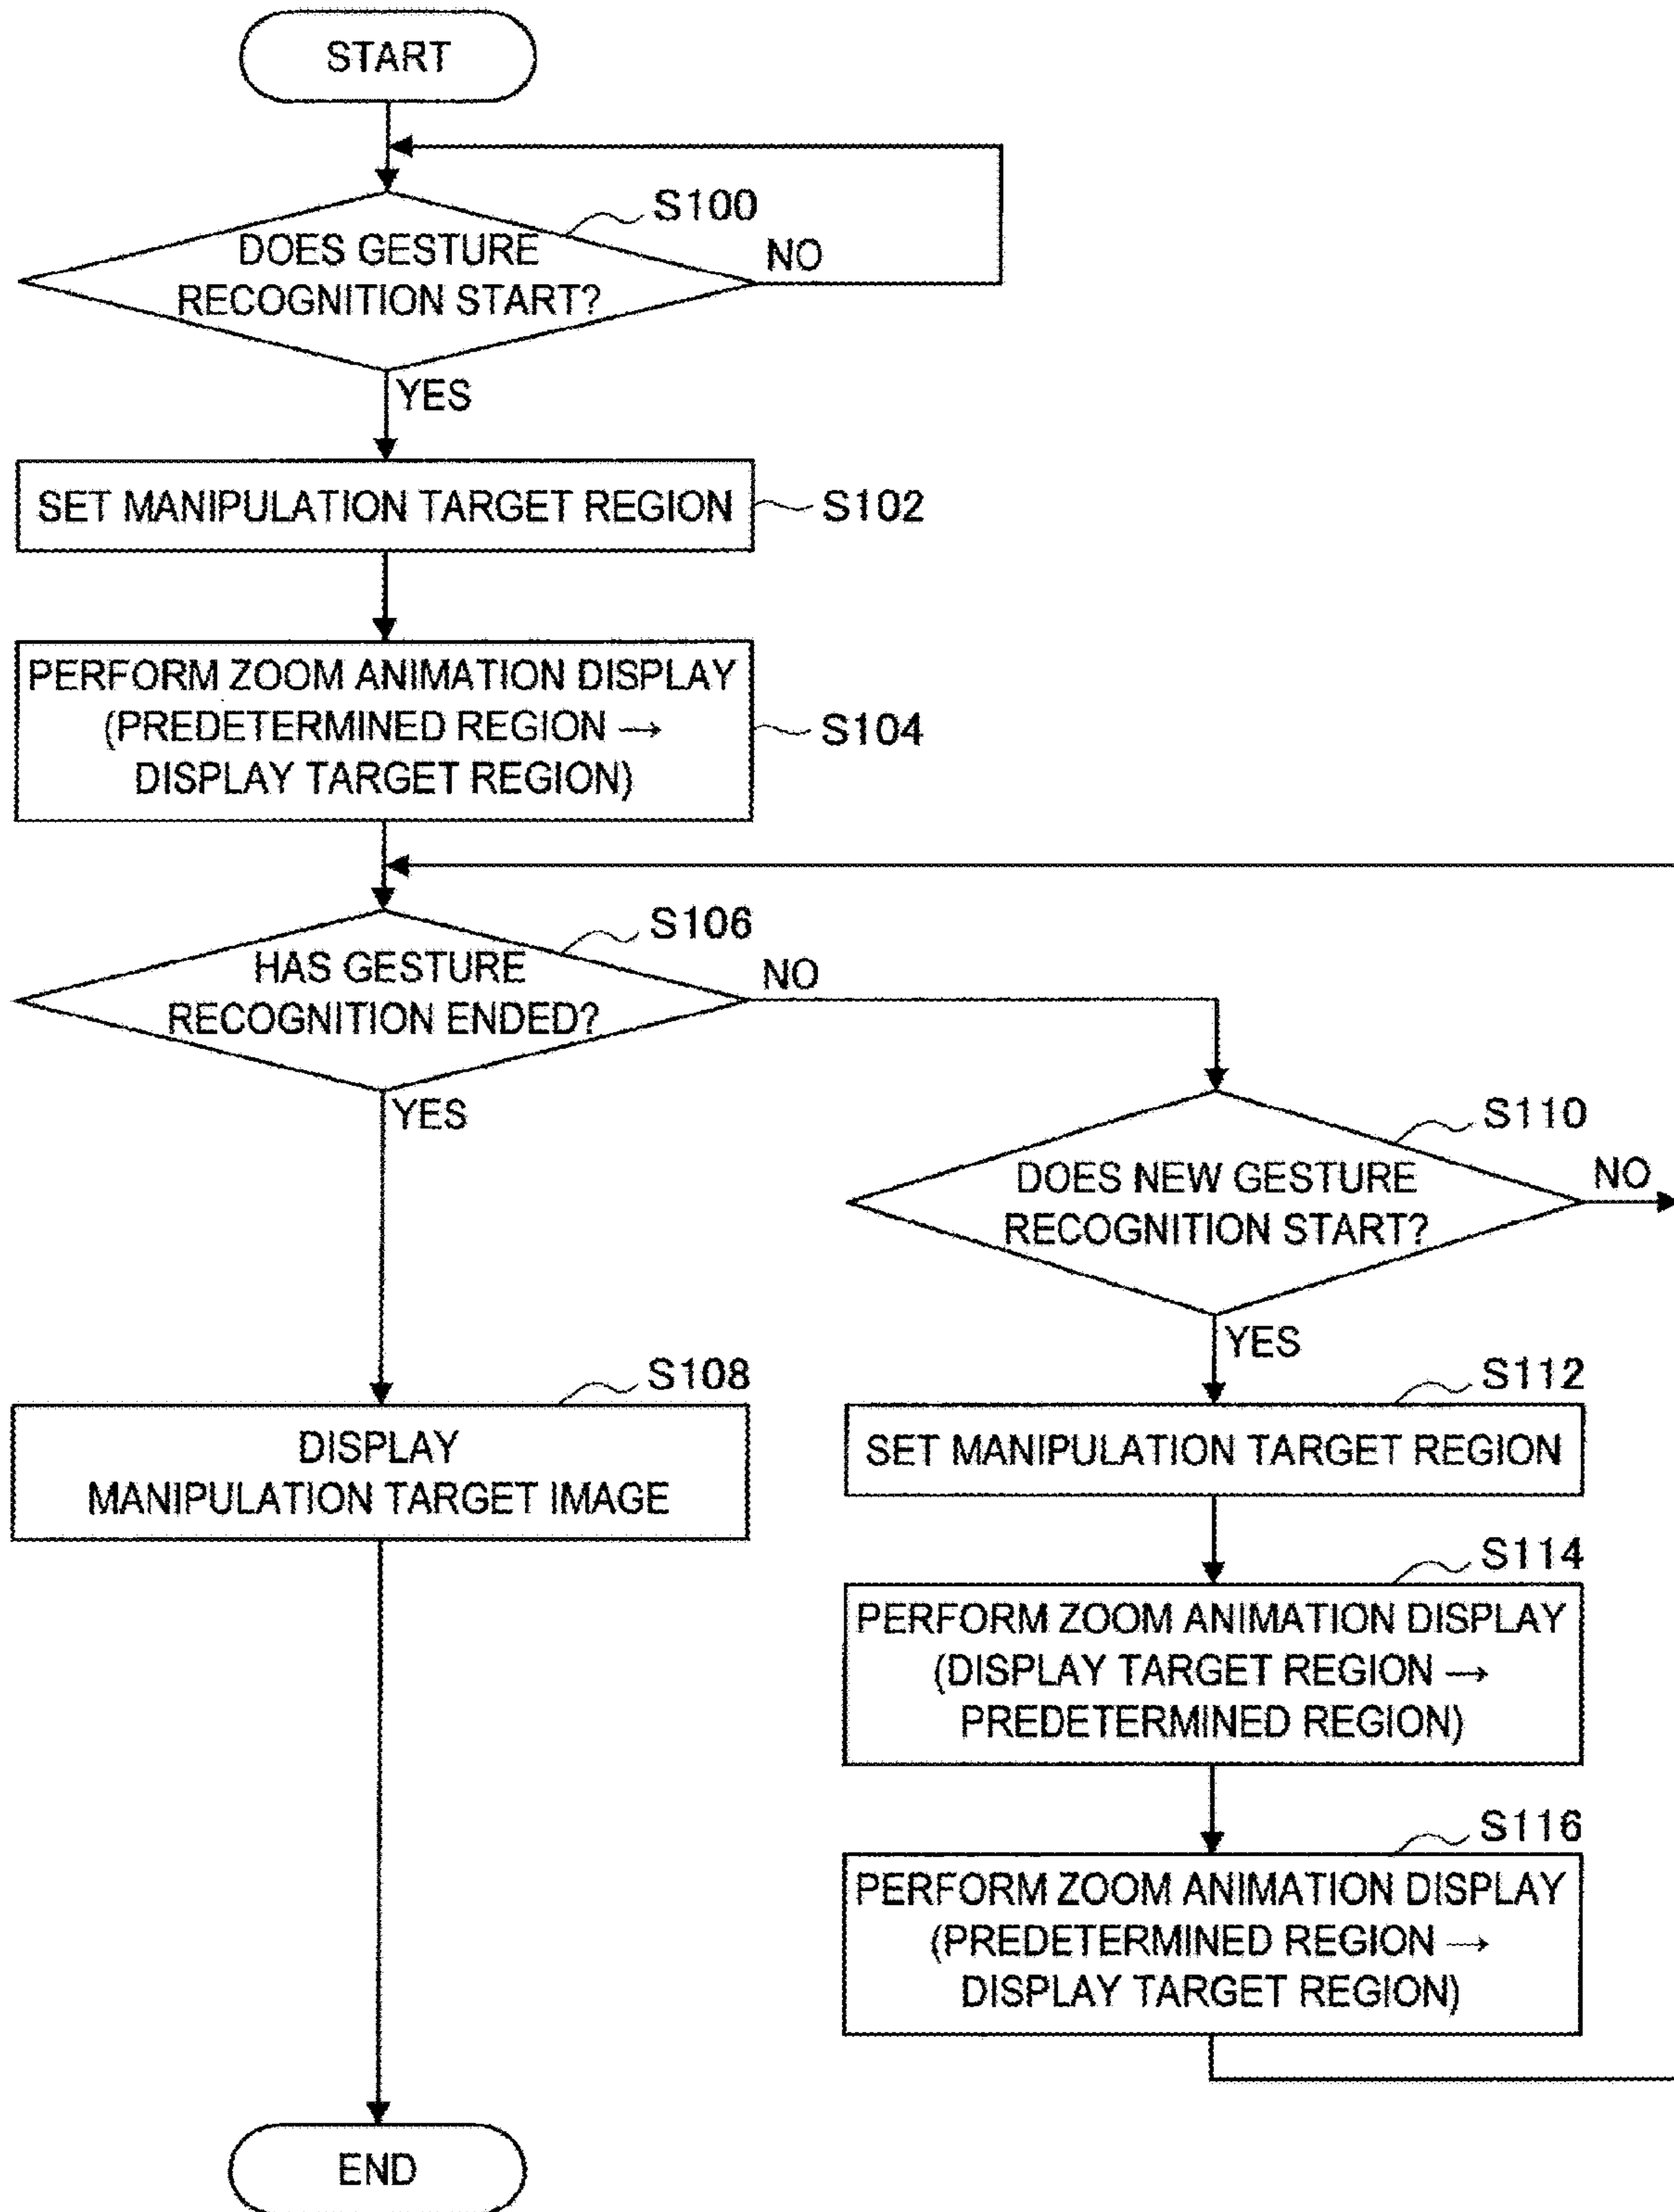 START
S100
DOES GESTURE
RECOGNITION START?
NO
YES
SET MANIPULATION TARGET REGION
S102
PERFORM ZOOM ANIMATION DISPLAY
(PREDETERMINED REGION →
DISPLAY TARGET REGION)
S104
S106
HAS GESTURE
RECOGNITION ENDED?
NO
YES
S110
DOES NEW GESTURE
RECOGNITION START?
NO
YES
S108
DISPLAY
MANIPULATION TARGET IMAGE
S112
SET MANIPULATION TARGET REGION
S114
PERFORM ZOOM ANIMATION DISPLAY
(DISPLAY TARGET REGION →
PREDETERMINED REGION)
S116
PERFORM ZOOM ANIMATION DISPLAY
(PREDETERMINED REGION →
DISPLAY TARGET REGION)
END